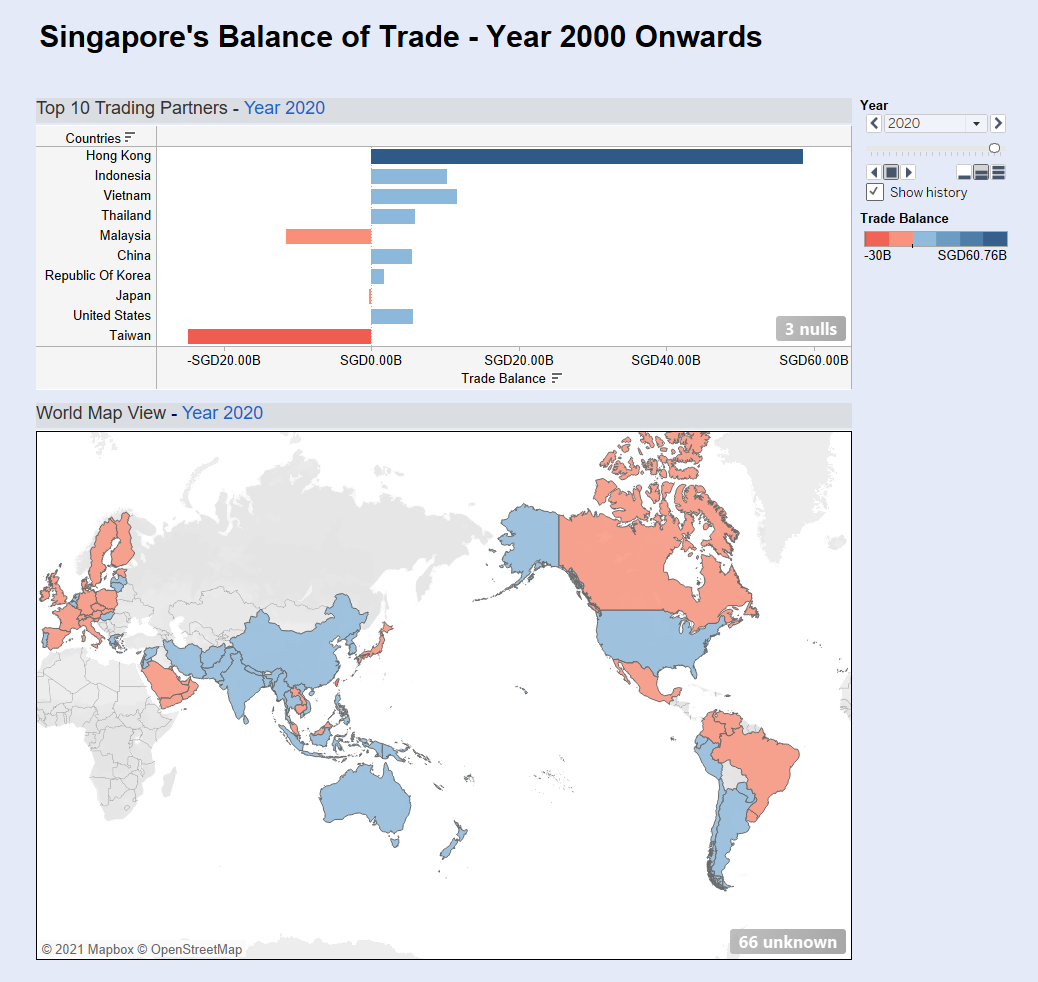 Singapore's Balance of Trade - Year 2000 Onwards
Top 10 Trading Partners - Year 2020
Countries
Hong Kong
Indonesia
Vietnam
Thailand
Malaysia
China
Republic Of Korea
Japan
United States
Taiwan
3 nulls
-SGD20.00B SGD0.00B SGD20.00B SGD40.00B SGD60.00B
Trade Balance
Year
2020
Show history
Trade Balance
-30B SGD60.76B
World Map View - Year 2020
© 2021 Mapbox © OpenStreetMap
66 unknown